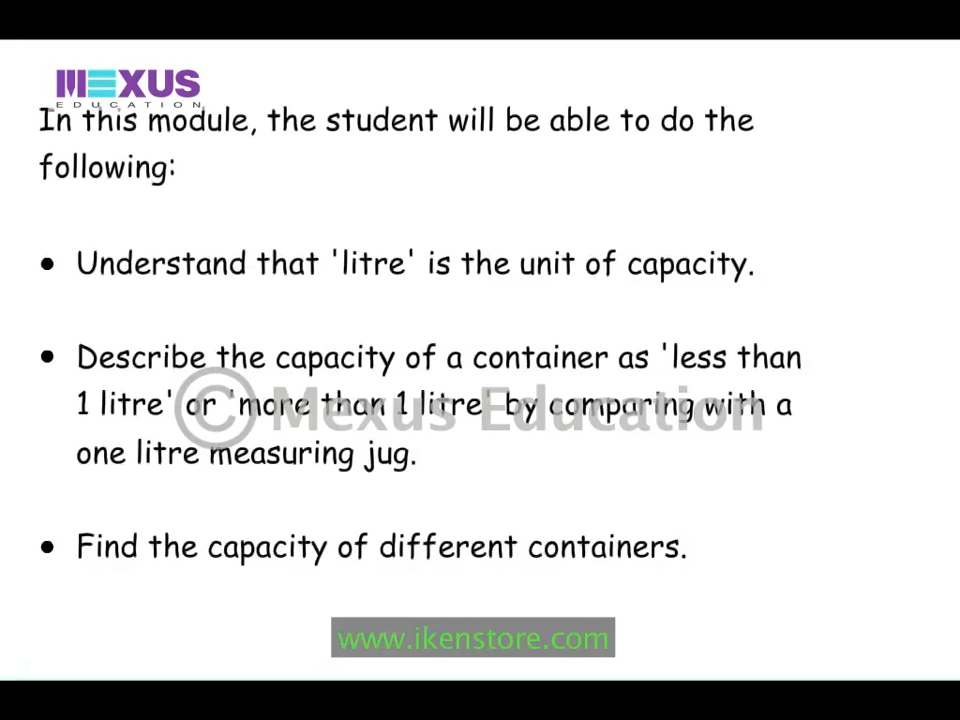 MEXUS
EDUCATION
In this module, the student will be able to do the
following:
• Understand that 'litre' is the unit of capacity.
• Describe the capacity of a container as 'less than
1 litre' or 'more than 1 litre' by comparing with a
one litre measuring jug.
© Mexus Education
• Find the capacity of different containers.
www.ikenstore.com